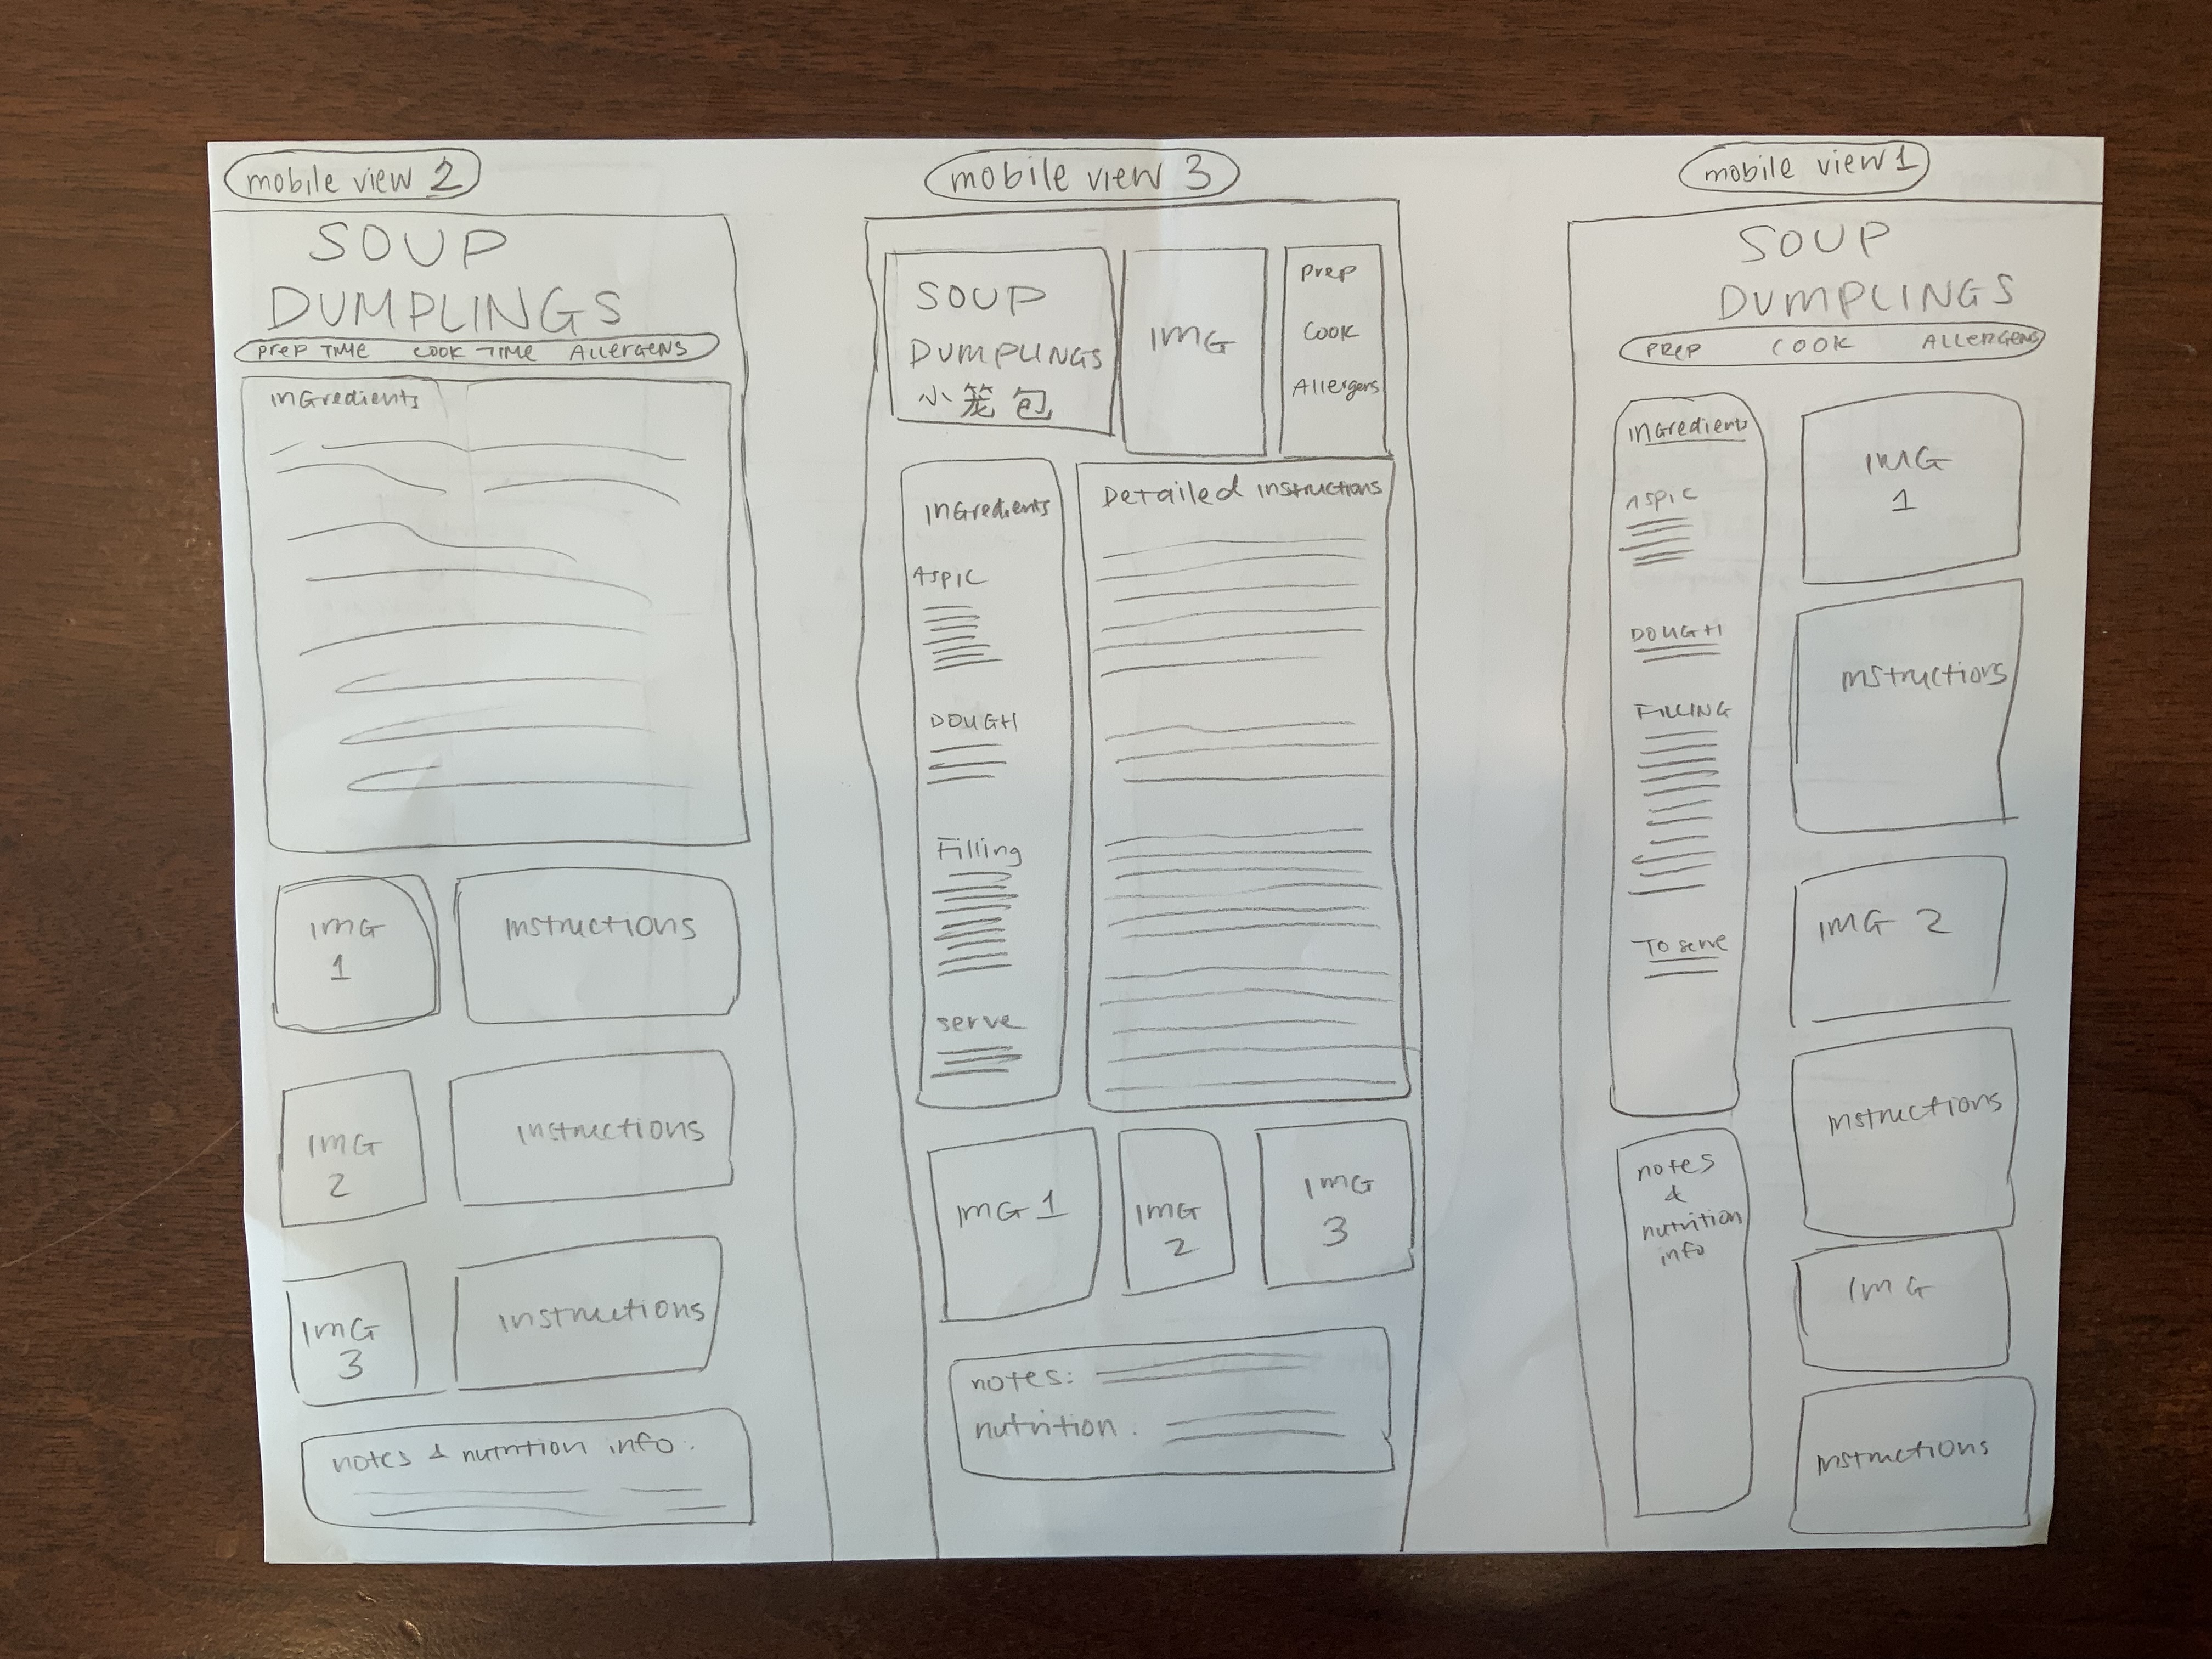 mobile view 2
SOUP
DUMPLINGS
PREP TIME COOK TIME ALLERGENS
INGredients
IMG
1
Instructions
IMG
2
Instructions
IMG
3
Instructions
notes & nutrition info:
mobile view 3
SOUP
DUMPLINGS
小笼包
IMG
Prep
Cook
Allergens
INGredients
ASPIC
DOUGH
Filling
serve
Detailed instructions
IMG 1
IMG
2
IMG
3
notes:
nutrition:
mobile view 1
SOUP
DUMPLINGS
PREP COOK ALLERGENS
INGredients
ASPIC
DOUGH
FILLING
To serve
notes
&
nutrition
info
IMG
1
Instructions
IMG 2
Instructions
IMG
Instructions